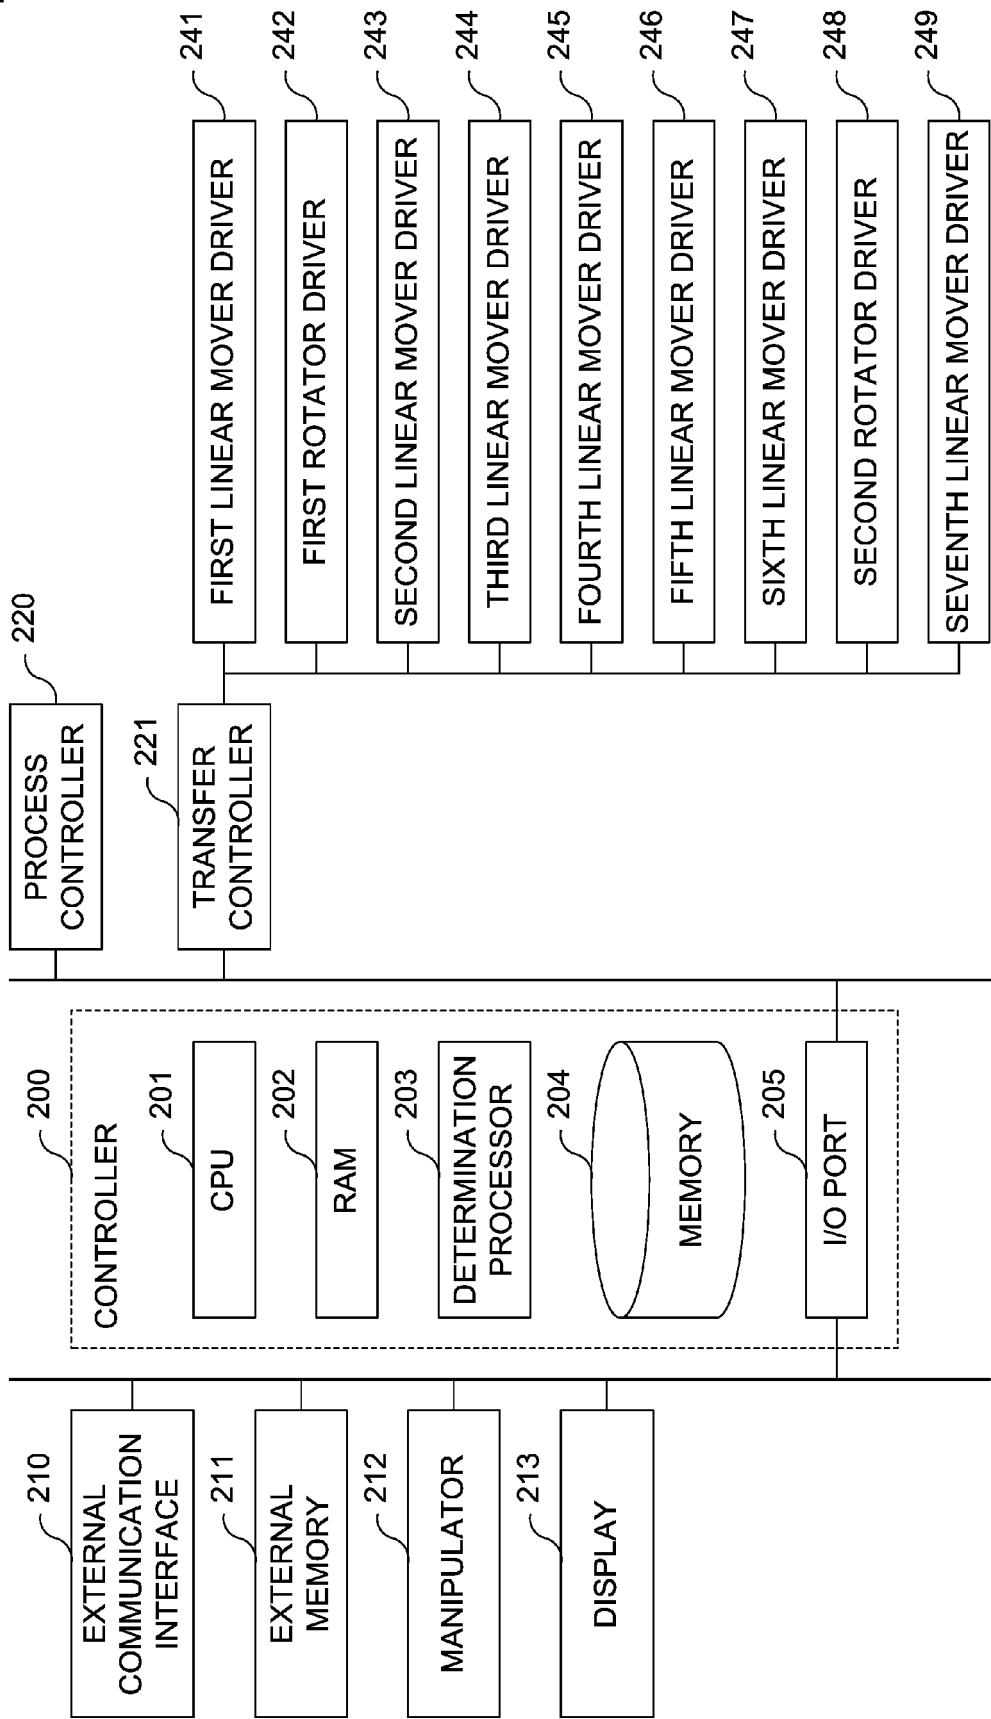 210
EXTERNAL
COMMUNICATION
INTERFACE
211
EXTERNAL
MEMORY
212
MANIPULATOR
213
DISPLAY
200
CONTROLLER
201
CPU
202
RAM
203
DETERMINATION
PROCESSOR
204
MEMORY
205
I/O PORT
220
PROCESS
CONTROLLER
221
TRANSFER
CONTROLLER
241
FIRST LINEAR MOVER DRIVER
242
FIRST ROTATOR DRIVER
243
SECOND LINEAR MOVER DRIVER
244
THIRD LINEAR MOVER DRIVER
245
FOURTH LINEAR MOVER DRIVER
246
FIFTH LINEAR MOVER DRIVER
247
SIXTH LINEAR MOVER DRIVER
248
SECOND ROTATOR DRIVER
249
SEVENTH LINEAR MOVER DRIVER